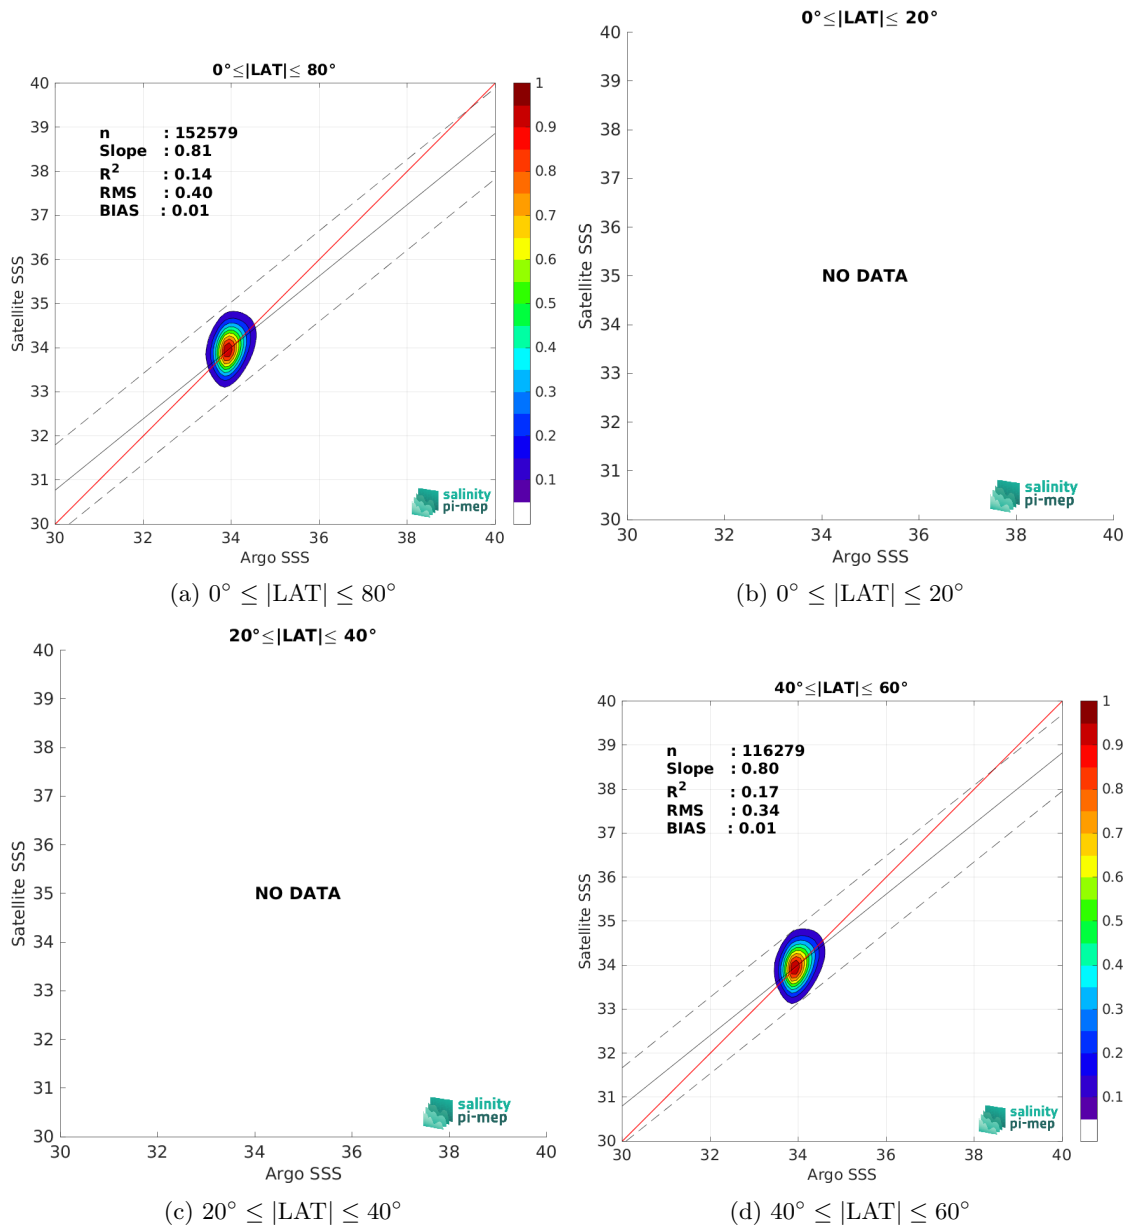 0°≤|LAT|≤ 80°
40
39
38
37
36
35
34
33
32
31
30
Satellite SSS
n : 152579
Slope : 0.81
R² : 0.14
RMS : 0.40
BIAS : 0.01
salinity
pi-mep
30 32 34 36 38 40
Argo SSS
1
0.9
0.8
0.7
0.6
0.5
0.4
0.3
0.2
0.1
(a) 0° ≤ |LAT| ≤ 80°
0°≤|LAT|≤ 20°
40
39
38
37
36
35
34
33
32
31
30
Satellite SSS
NO DATA
salinity
pi-mep
30 32 34 36 38 40
Argo SSS
(b) 0° ≤ |LAT| ≤ 20°
20°≤|LAT|≤ 40°
40
39
38
37
36
35
34
33
32
31
30
Satellite SSS
NO DATA
salinity
pi-mep
30 32 34 36 38 40
Argo SSS
(c) 20° ≤ |LAT| ≤ 40°
40°≤|LAT|≤ 60°
40
39
38
37
36
35
34
33
32
31
30
Satellite SSS
n : 116279
Slope : 0.80
R² : 0.17
RMS : 0.34
BIAS : 0.01
salinity
pi-mep
30 32 34 36 38 40
Argo SSS
1
0.9
0.8
0.7
0.6
0.5
0.4
0.3
0.2
0.1
(d) 40° ≤ |LAT| ≤ 60°